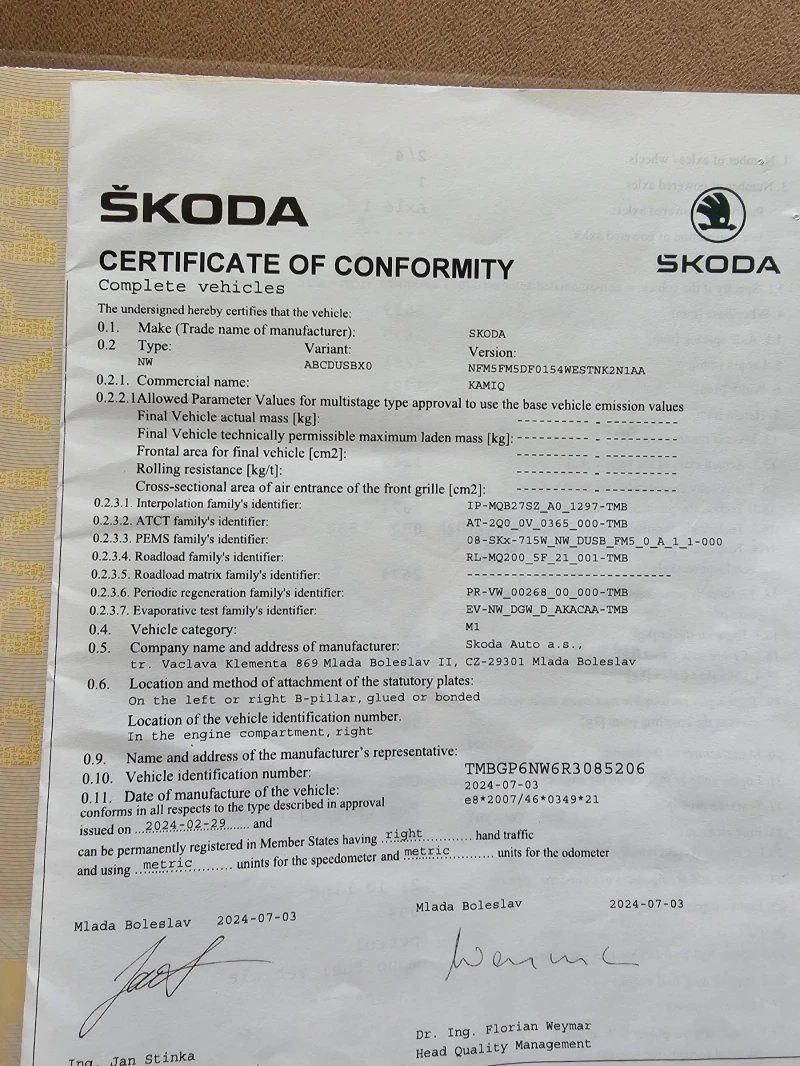 ŠKODA
ŠKODA
CERTIFICATE OF CONFORMITY
Complete vehicles
The undersigned hereby certifies that the vehicle:
0.1. Make (Trade name of manufacturer): SKODA
0.2 Type: Variant: Version:
NW ABCDUSBX0 NFM5FM5DF0154WESTNK2N1AA
0.2.1. Commercial name: KAMIQ
0.2.2.1Allowed Parameter Values for multistage type approval to use the base vehicle emission values
Final Vehicle actual mass [kg]: ---------- - ----------
Final Vehicle technically permissible maximum laden mass [kg]: ---------- - ----------
Frontal area for final vehicle [cm2]: ---------- - ----------
Rolling resistance [kg/t]: ---------- - ----------
Cross-sectional area of air entrance of the front grille [cm2]: ---------- - ----------
0.2.3.1. Interpolation family's identifier: IP-MQB27SZ_A0_1297-TMB
0.2.3.2. ATCT family's identifier: AT-2Q0_0V_0365_000-TMB
0.2.3.3. PEMS family's identifier: 08-SKx-715W_NW_DUSB_FM5_0_A_1_1-000
0.2.3.4. Roadload family's identifier: RL-MQ200_5F_21_001-TMB
0.2.3.5. Roadload matrix family's identifier: -----------------------------
0.2.3.6. Periodic regeneration family's identifier: PR-VW_00268_00_000-TMB
0.2.3.7. Evaporative test family's identifier: EV-NW_DGW_D_AKACAA-TMB
0.4. Vehicle category: M1
0.5. Company name and address of manufacturer: Skoda Auto a.s.,
tr. Vaclava Klementa 869 Mlada Boleslav II, CZ-29301 Mlada Boleslav
0.6. Location and method of attachment of the statutory plates:
On the left or right B-pillar, glued or bonded
Location of the vehicle identification number.
In the engine compartment, right
0.9. Name and address of the manufacturer's representative:
0.10. Vehicle identification number: TMBGP6NW6R3085206
0.11. Date of manufacture of the vehicle: 2024-07-03
conforms in all respects to the type described in approval e8*2007/46*0349*21
issued on ...2024-02-29...... and
can be permanently registered in Member States having right............ hand traffic
and using ..metric.......... unints for the speedometer and metric............ units for the odometer
Mlada Boleslav 2024-07-03 Mlada Boleslav 2024-07-03
Ing. Jan Stinka
Dr. Ing. Florian Weymar
Head Quality Management